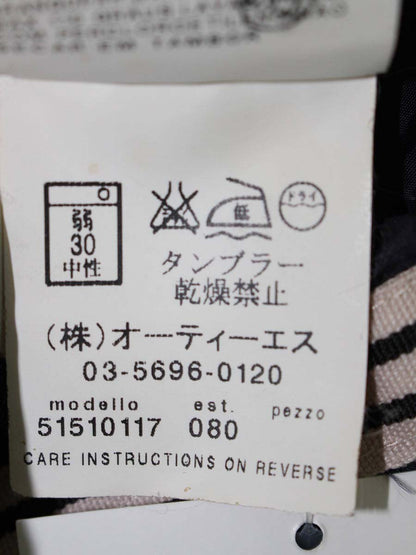 弱
30
中性
低
ドライ
タンブラー
乾燥禁止
(株)オーティーエス
03-5696-0120
modello est. pezzo
51510117 080
CARE INSTRUCTIONS ON REVERSE